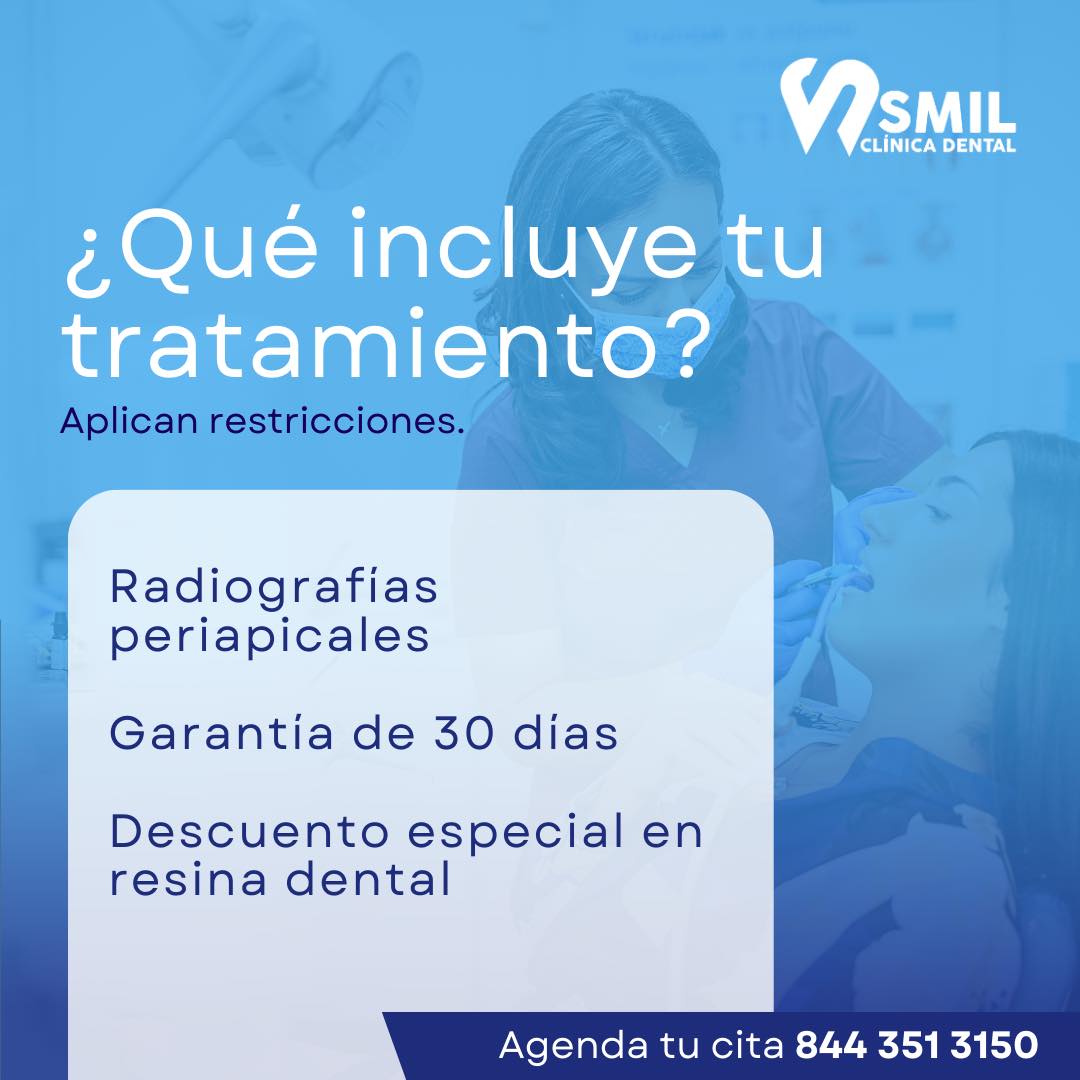 SMIL
CLÍNICA DENTAL
¿Qué incluye tu
tratamiento?
Aplican restricciones.
Radiografías
periapicales
Garantía de 30 días
Descuento especial en
resina dental
Agenda tu cita 844 351 3150